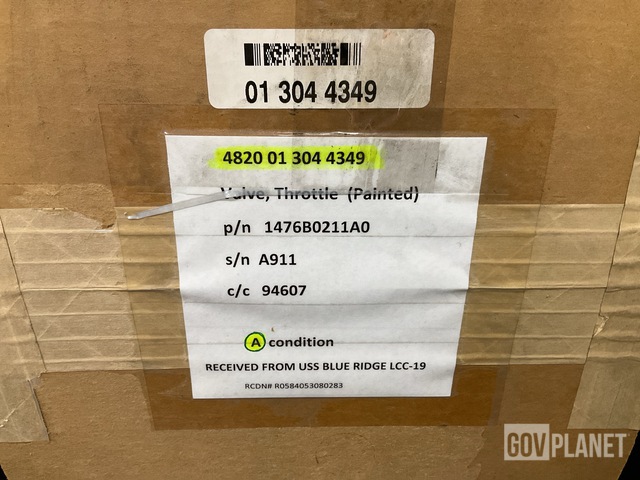 01 304 4349
4820 01 304 4349
Valve, Throttle (Painted)
p/n 1476B0211A0
s/n A911
c/c 94607
A condition
RECEIVED FROM USS BLUE RIDGE LCC-19
RCDN# R0584053080283
GOVPLANET